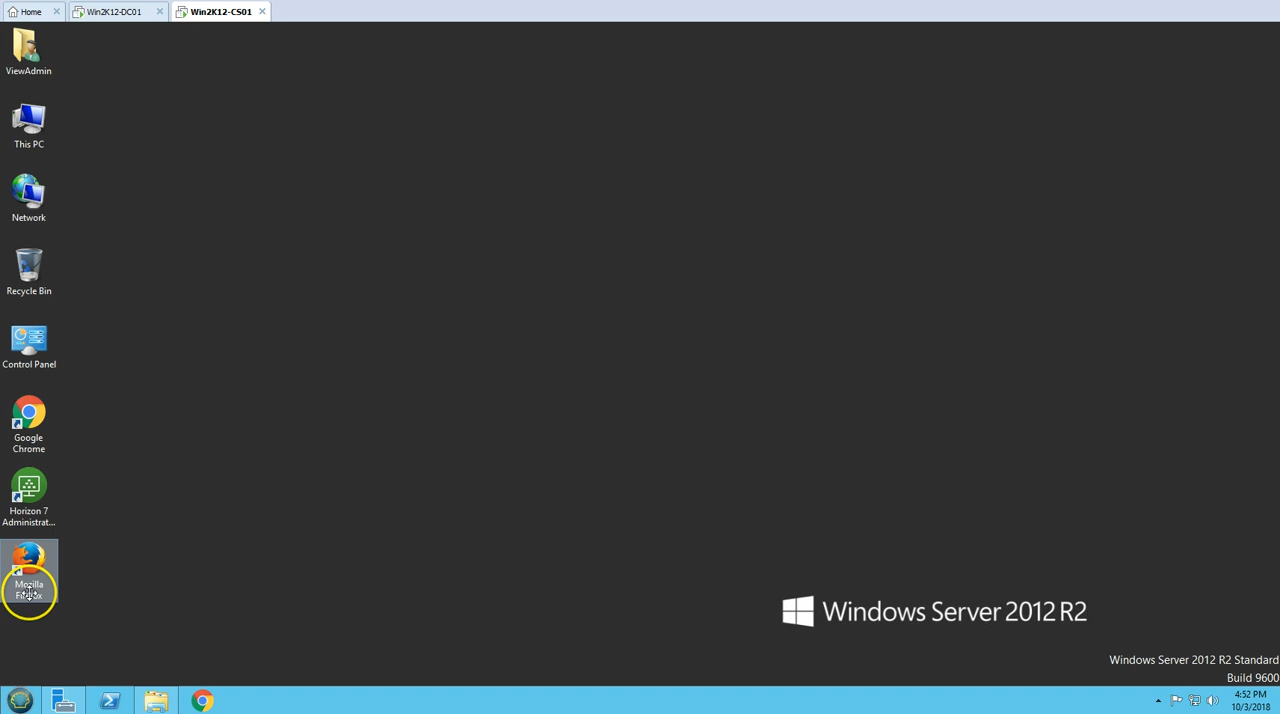 Home
Win2K12-DC01
Win2K12-CS01
ViewAdmin
This PC
Network
Recycle Bin
Control Panel
Google
Chrome
Horizon 7
Administrat...
Mozilla
Firefox
Windows Server 2012 R2
Windows Server 2012 R2 Standard
Build 9600
4:52 PM
10/3/2018